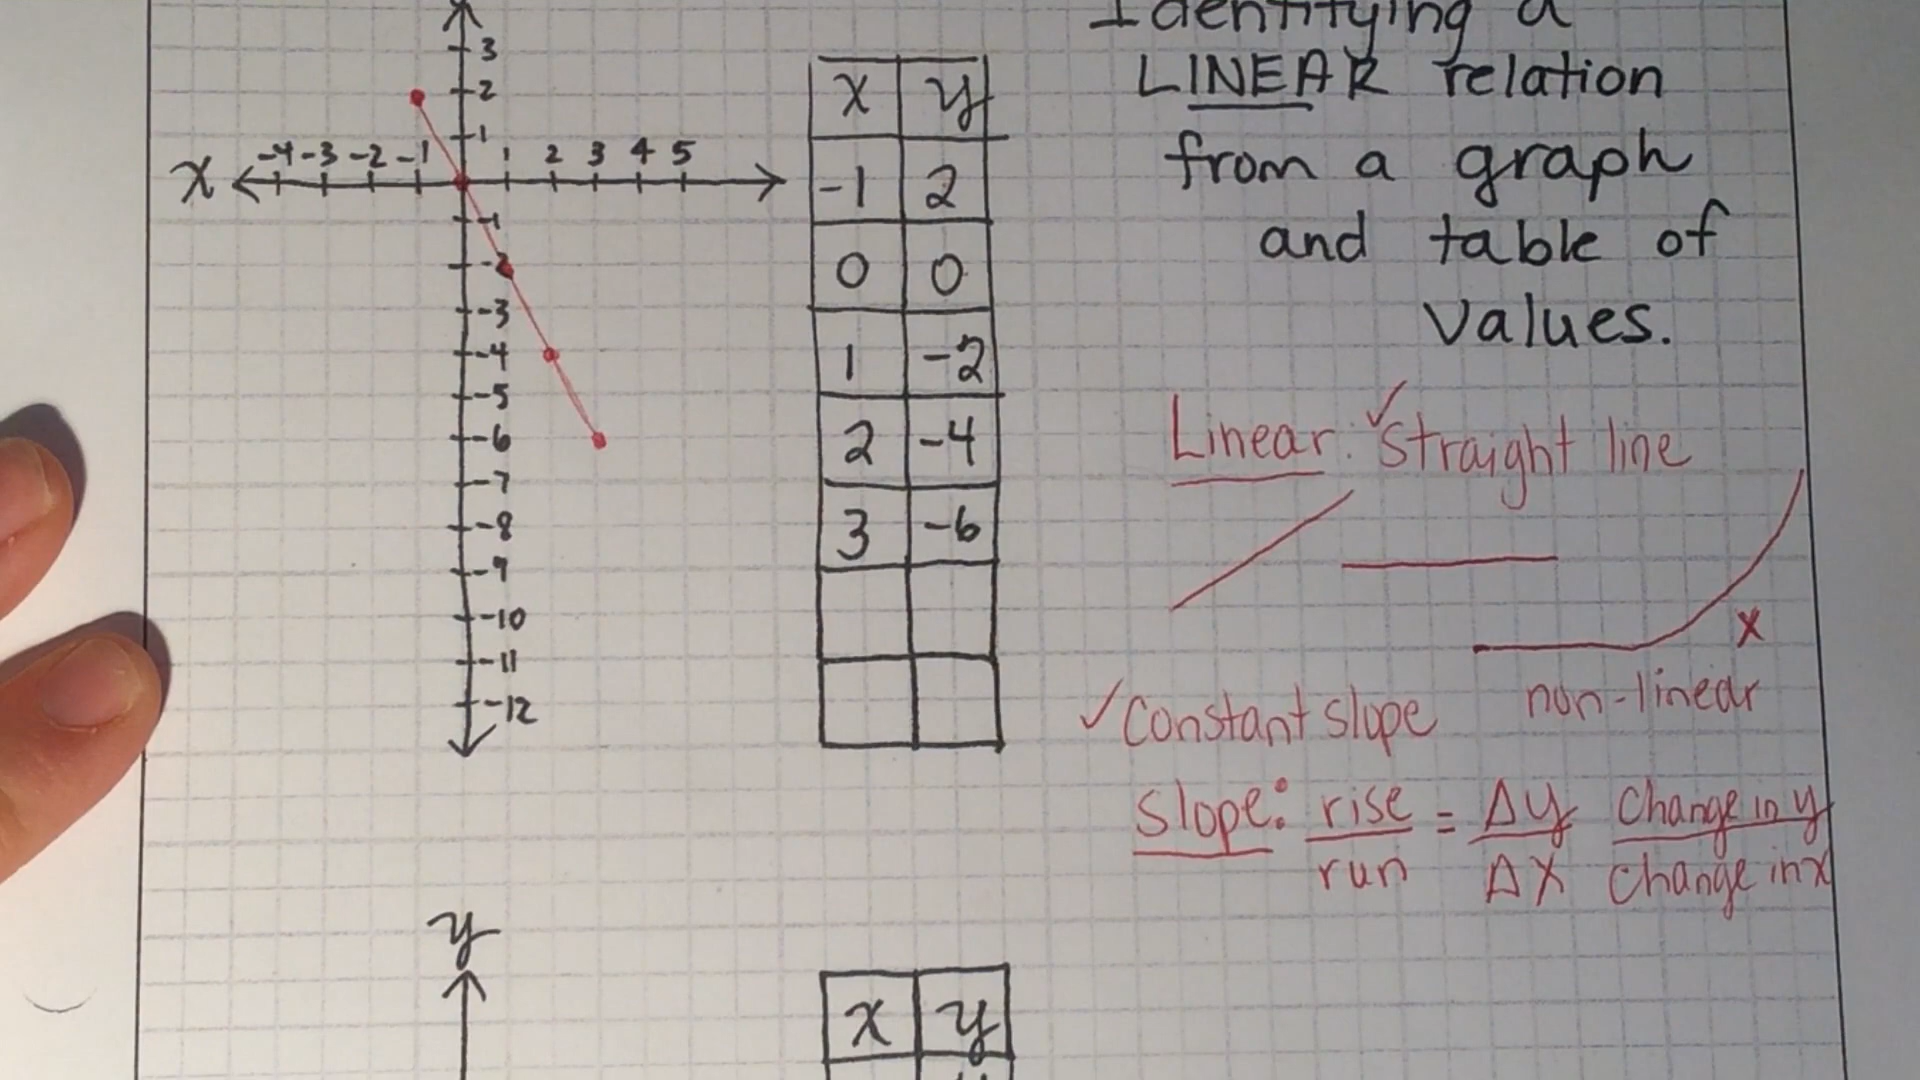 Identifying a
LINEAR relation
from a graph
and table of
values.
3
2
1
x -4 -3 -2 -1 1 2 3 4 5
-1
-2
-3
-4
-5
-6
-7
-8
-9
-10
-11
-12
x y
-1 2
0 0
1 -2
2 -4
3 -6
Linear: ✓ Straight line
x
non-linear
✓ Constant slope
Slope: rise = Δy Change in y
run Δx Change in x
y
x y